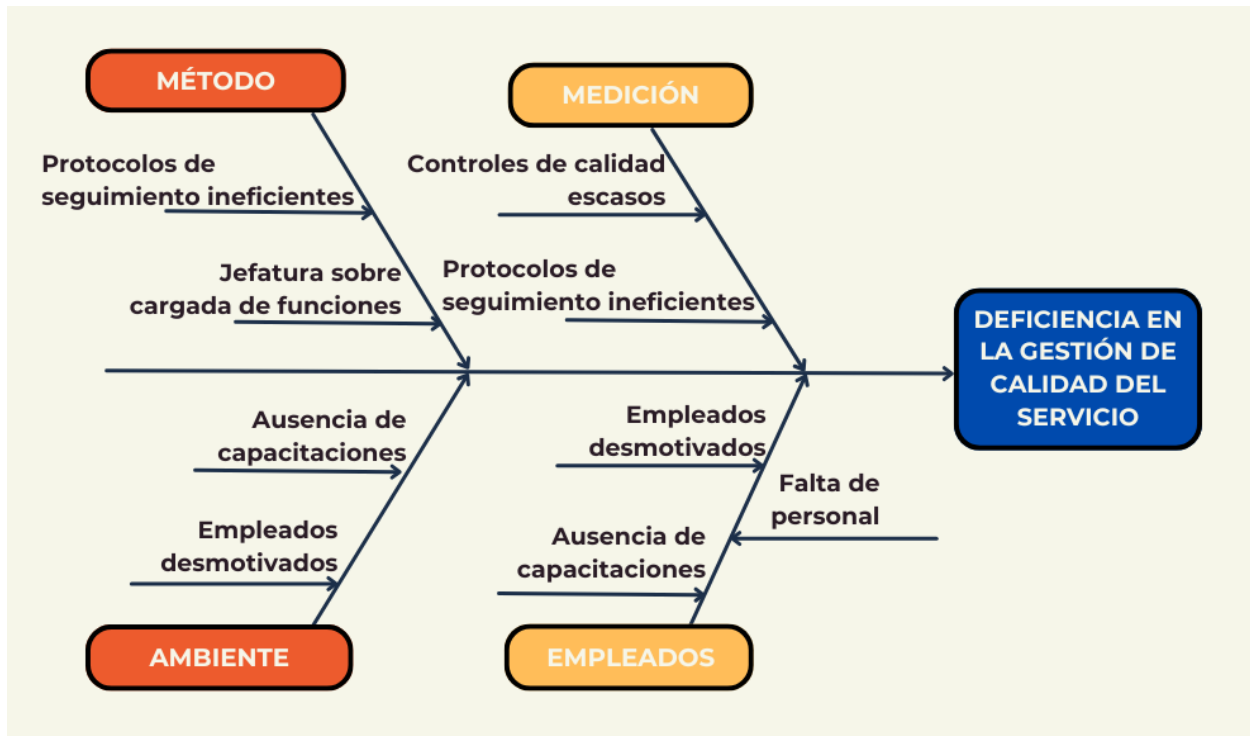 MÉTODO
Protocolos de
seguimiento ineficientes
Jefatura sobre
cargada de funciones
MEDICIÓN
Controles de calidad
escasos
Protocolos de
seguimiento ineficientes
DEFICIENCIA EN
LA GESTIÓN DE
CALIDAD DEL
SERVICIO
Ausencia de
capacitaciones
Empleados
desmotivados
AMBIENTE
Empleados
desmotivados
Falta de
personal
Ausencia de
capacitaciones
EMPLEADOS